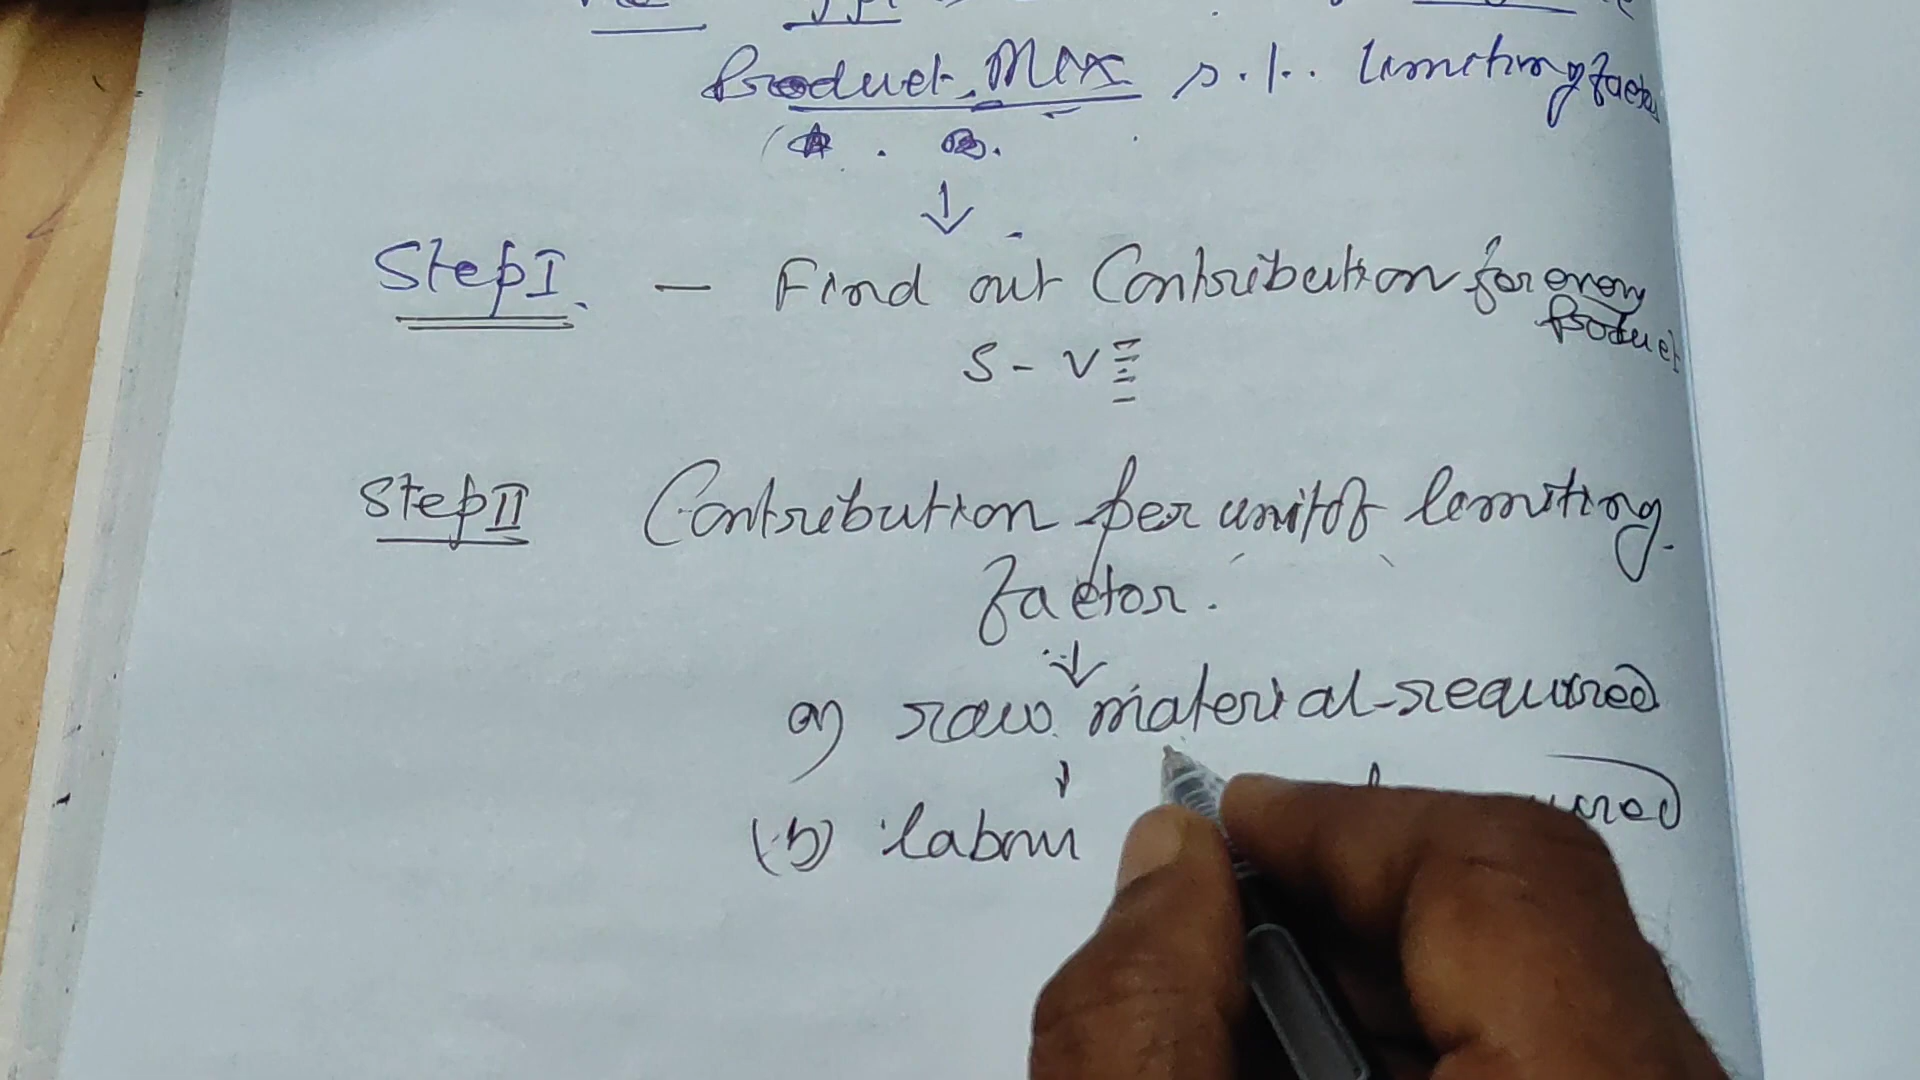 Product Mix s.t. limiting factor
(A . B.
Step I. — Find out Contribution for every
Product
S - V
Step II Contribution per unit of limiting
factor.
a) raw material required
(b) labour